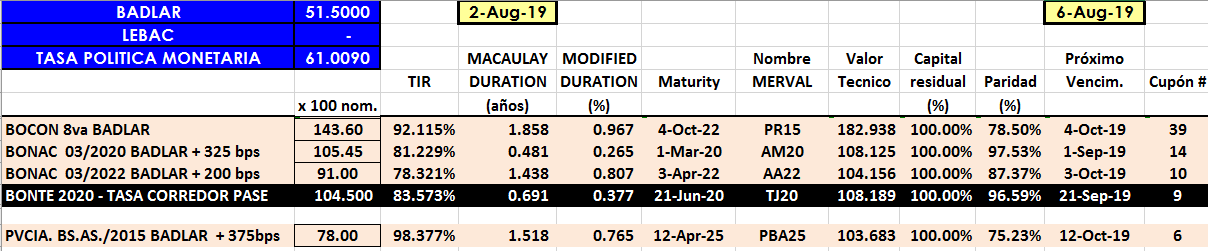 BADLAR 51.5000 2-Aug-19 6-Aug-19
LEBAC -
TASA POLITICA MONETARIA 61.0090 MACAULAY MODIFIED Nombre Valor Capital Próximo
TIR DURATION DURATION Maturity MERVAL Tecnico residual Paridad Vencim. Cupón #
x 100 nom. (años) (%) (%) (%)
BOCON 8va BADLAR 143.60 92.115% 1.858 0.967 4-Oct-22 PR15 182.938 100.00% 78.50% 4-Oct-19 39
BONAC 03/2020 BADLAR + 325 bps 105.45 81.229% 0.481 0.265 1-Mar-20 AM20 108.125 100.00% 97.53% 1-Sep-19 14
BONAC 03/2022 BADLAR + 200 bps 91.00 78.321% 1.438 0.807 3-Apr-22 AA22 104.156 100.00% 87.37% 3-Oct-19 10
BONTE 2020 - TASA CORREDOR PASE 104.500 83.573% 0.691 0.377 21-Jun-20 TJ20 108.189 100.00% 96.59% 21-Sep-19 9
PVCIA. BS.AS./2015 BADLAR + 375bps 78.00 98.377% 1.518 0.765 12-Apr-25 PBA25 103.683 100.00% 75.23% 12-Oct-19 6